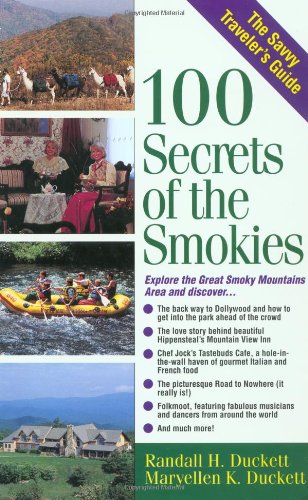 The Savvy
Traveler's Guide
100
Secrets
of the
Smokies
Explore the Great Smoky Mountains
Area and discover...
The back way to Dollywood and how to
get into the park ahead of the crowd
The love story behind beautiful
Hippensteal's Mountain View Inn
Chef Jock's Tastebuds Cafe, a hole-in-
the-wall haven of gourmet Italian and
French food
The picturesque Road to Nowhere (it
really is!)
Folkmoot, featuring fabulous musicians
and dancers from around the world
And much more!
Randall H. Duckett
Maryellen K. Duckett